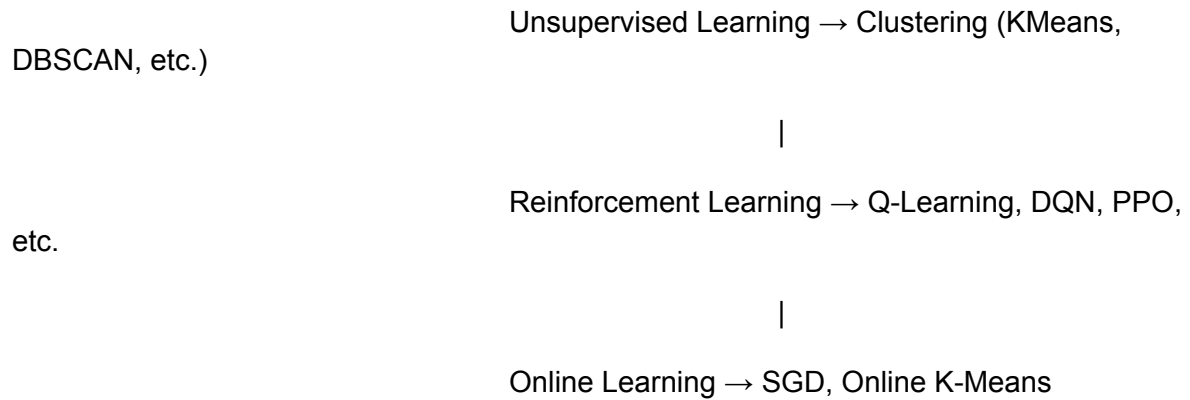 Unsupervised Learning → Clustering (KMeans,
DBSCAN, etc.)
|
Reinforcement Learning → Q-Learning, DQN, PPO,
etc.
|
Online Learning → SGD, Online K-Means